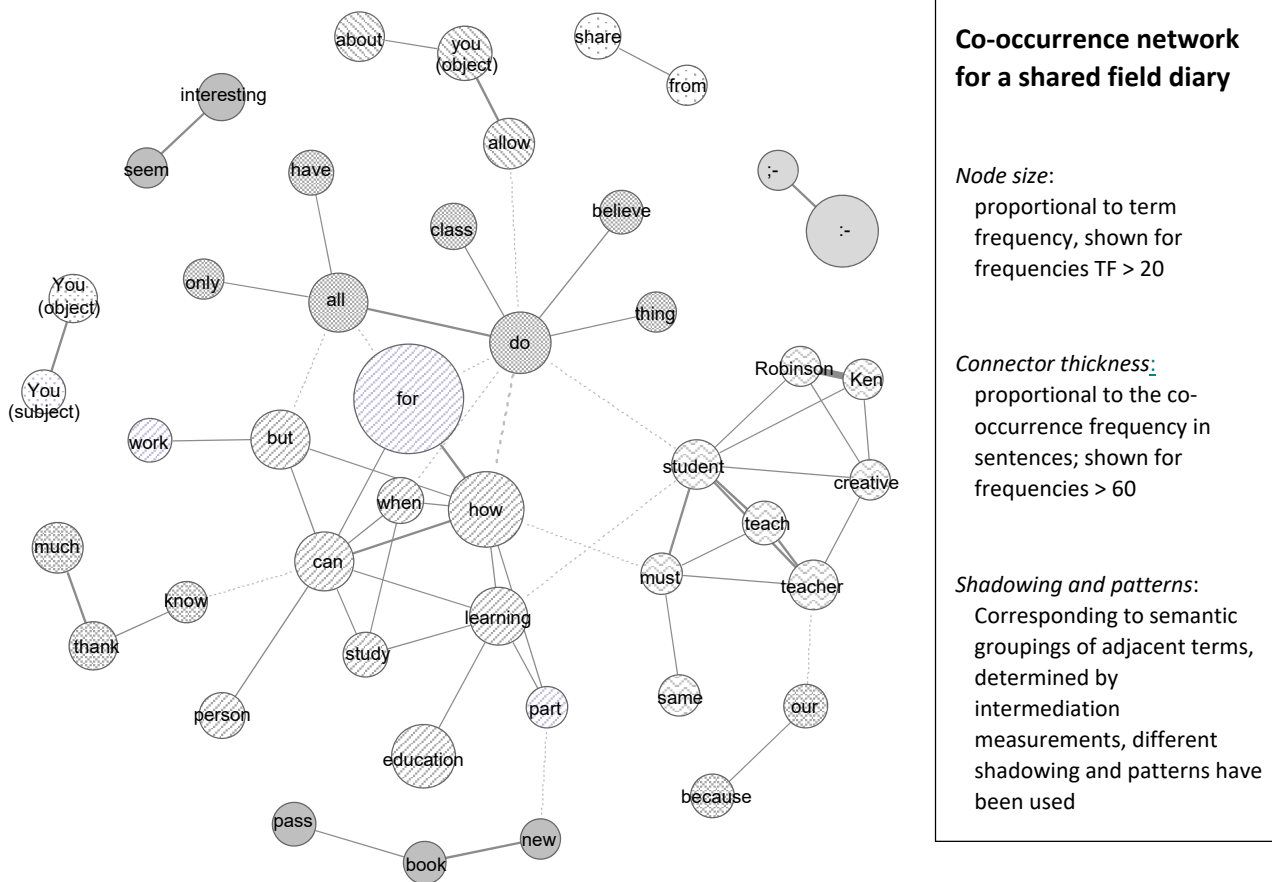 about
you
(object)
share
from
interesting
seem
allow
have
;-
:-
class
believe
only
all
You
(object)
thing
do
Robinson
Ken
You
(subject)
for
work
but
student
creative
when
how
teach
much
can
must
teacher
know
learning
thank
study
same
our
person
part
education
because
pass
new
book
Co-occurrence network
for a shared field diary
Node size:
proportional to term
frequency, shown for
frequencies TF > 20
Connector thickness:
proportional to the co-
occurrence frequency in
sentences; shown for
frequencies > 60
Shadowing and patterns:
Corresponding to semantic
groupings of adjacent terms,
determined by
intermediation
measurements, different
shadowing and patterns have
been used